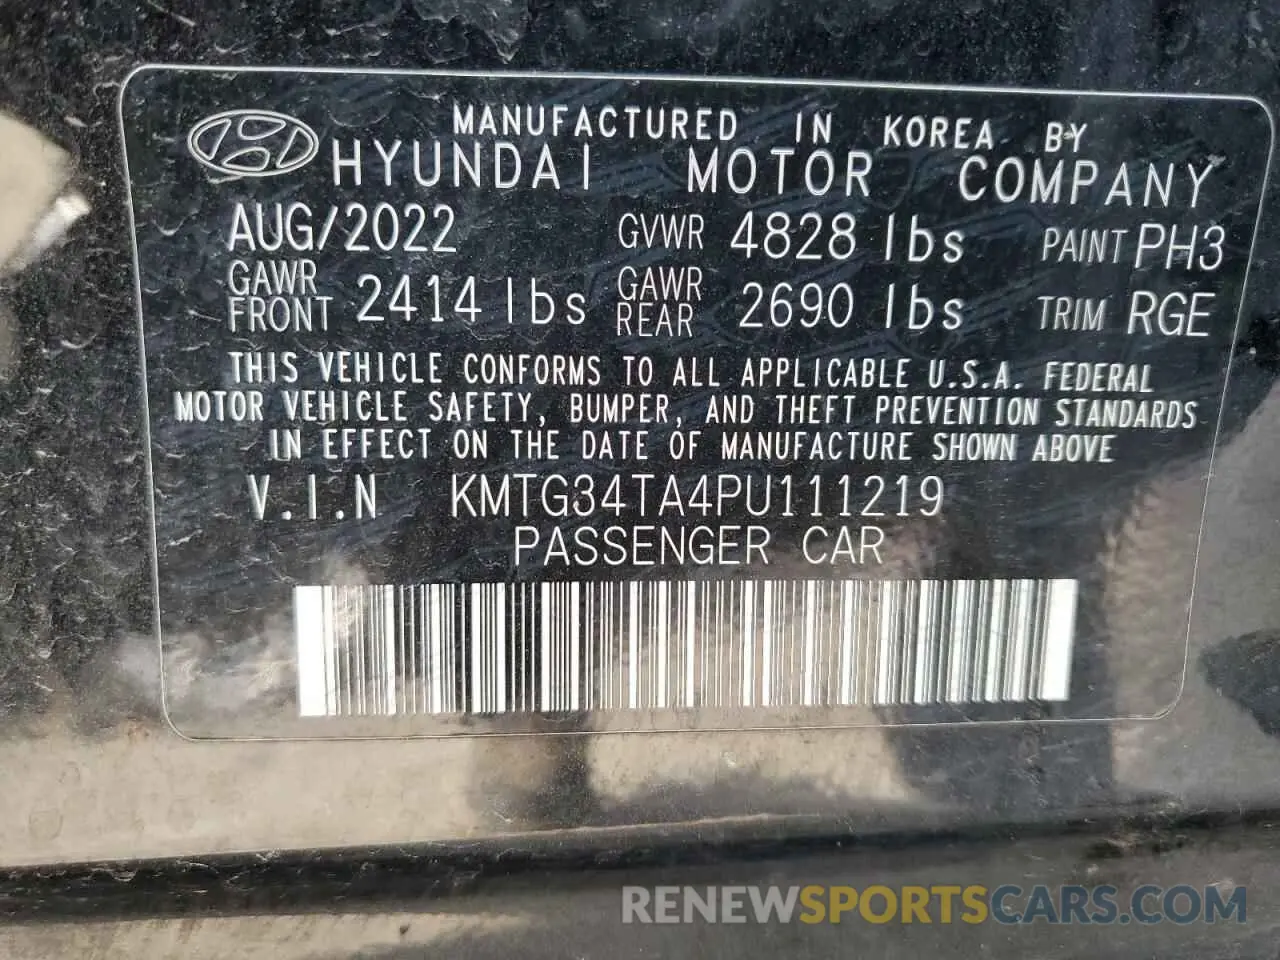 MANUFACTURED IN KOREA BY
HYUNDAI MOTOR COMPANY
AUG/2022 GVWR 4828 lbs PAINT PH3
GAWR FRONT 2414 lbs GAWR REAR 2690 lbs TRIM RGE
THIS VEHICLE CONFORMS TO ALL APPLICABLE U.S.A. FEDERAL
MOTOR VEHICLE SAFETY, BUMPER, AND THEFT PREVENTION STANDARDS
IN EFFECT ON THE DATE OF MANUFACTURE SHOWN ABOVE
V.I.N KMTG34TA4PU111219
PASSENGER CAR
RENEWSPORTSCARS.COM